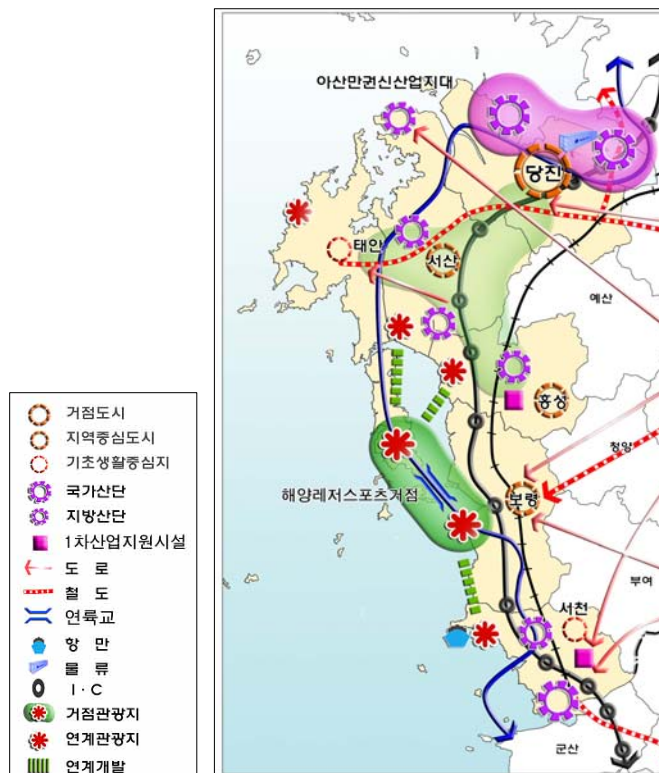 아산만권신산업지대
당진
태안
서산
예산
홍성
청양
해양레저스포츠거점
보령
부여
서천
군산
거점도시
지역중심도시
기초생활중심지
국가산단
지방산단
1차산업지원시설
도 로
철 도
연륙교
항 만
물 류
I·C
거점관광지
연계관광지
연계개발